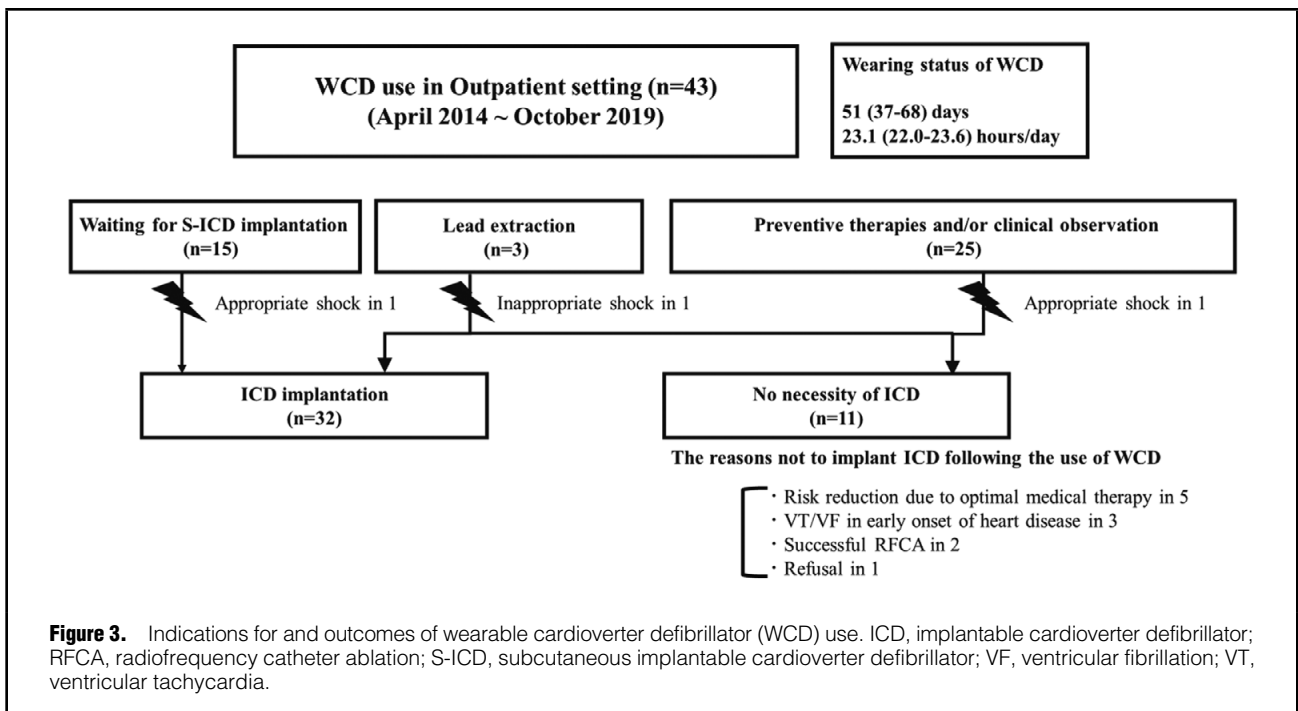 WCD use in Outpatient setting (n=43)
(April 2014 ~ October 2019)
Wearing status of WCD
51 (37-68) days
23.1 (22.0-23.6) hours/day
Waiting for S-ICD implantation
(n=15)
Lead extraction
(n=3)
Preventive therapies and/or clinical observation
(n=25)
Appropriate shock in 1
Inappropriate shock in 1
Appropriate shock in 1
ICD implantation
(n=32)
No necessity of ICD
(n=11)
The reasons not to implant ICD following the use of WCD
・Risk reduction due to optimal medical therapy in 5
・VT/VF in early onset of heart disease in 3
・Successful RFCA in 2
・Refusal in 1
Figure 3. Indications for and outcomes of wearable cardioverter defibrillator (WCD) use. ICD, implantable cardioverter defibrillator;
RFCA, radiofrequency catheter ablation; S-ICD, subcutaneous implantable cardioverter defibrillator; VF, ventricular fibrillation; VT,
ventricular tachycardia.